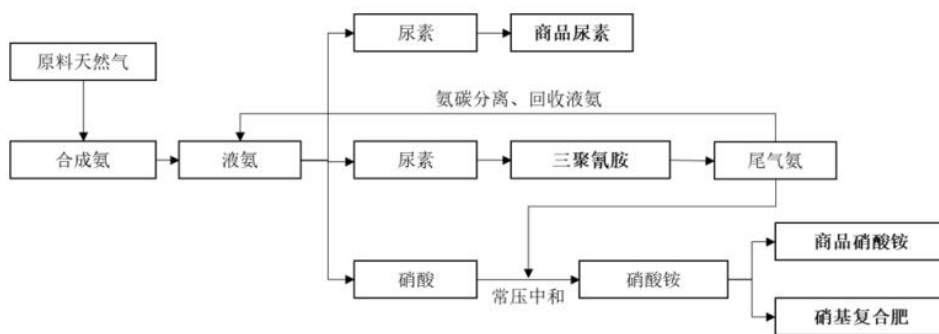 尿素
商品尿素
原料天然气
氨碳分离、回收液氨
合成氨
液氨
尿素
三聚氰胺
尾气氨
商品硝酸铵
硝酸
常压中和
硝酸铵
硝基复合肥